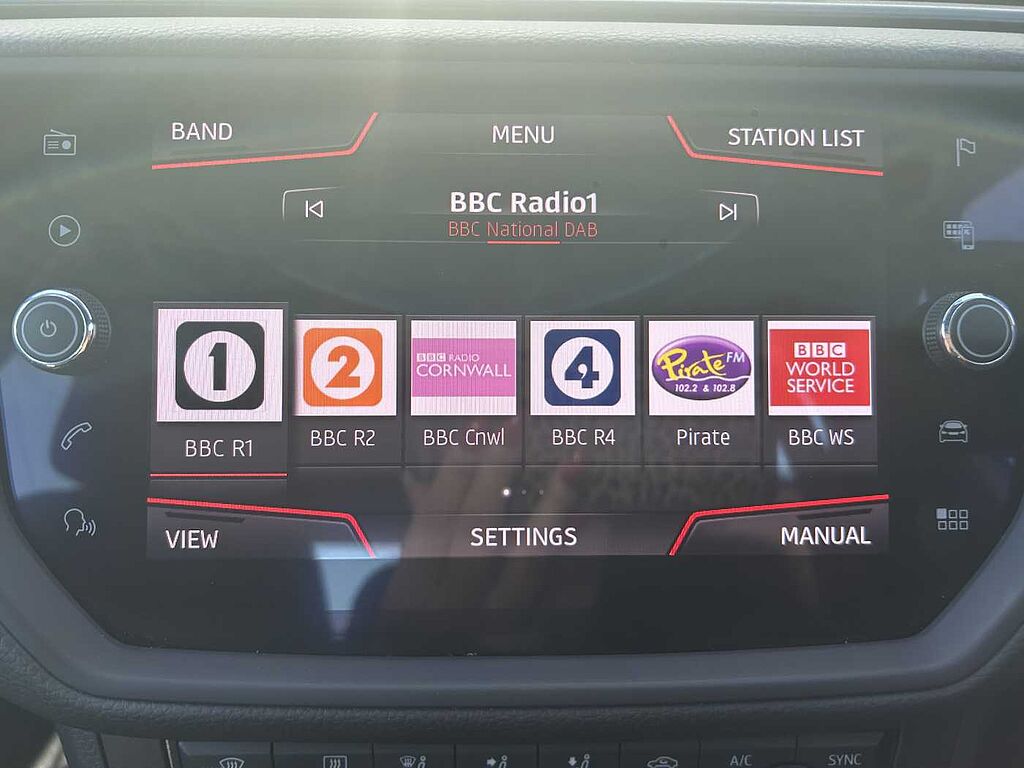 BAND
MENU
STATION LIST
BBC Radio1
BBC National DAB
1
2
BBC RADIO
CORNWALL
4
Pirate FM
102.2 & 102.8
BBC
WORLD
SERVICE
BBC R1
BBC R2
BBC Cnwl
BBC R4
Pirate
BBC WS
VIEW
SETTINGS
MANUAL
A/C
SYNC